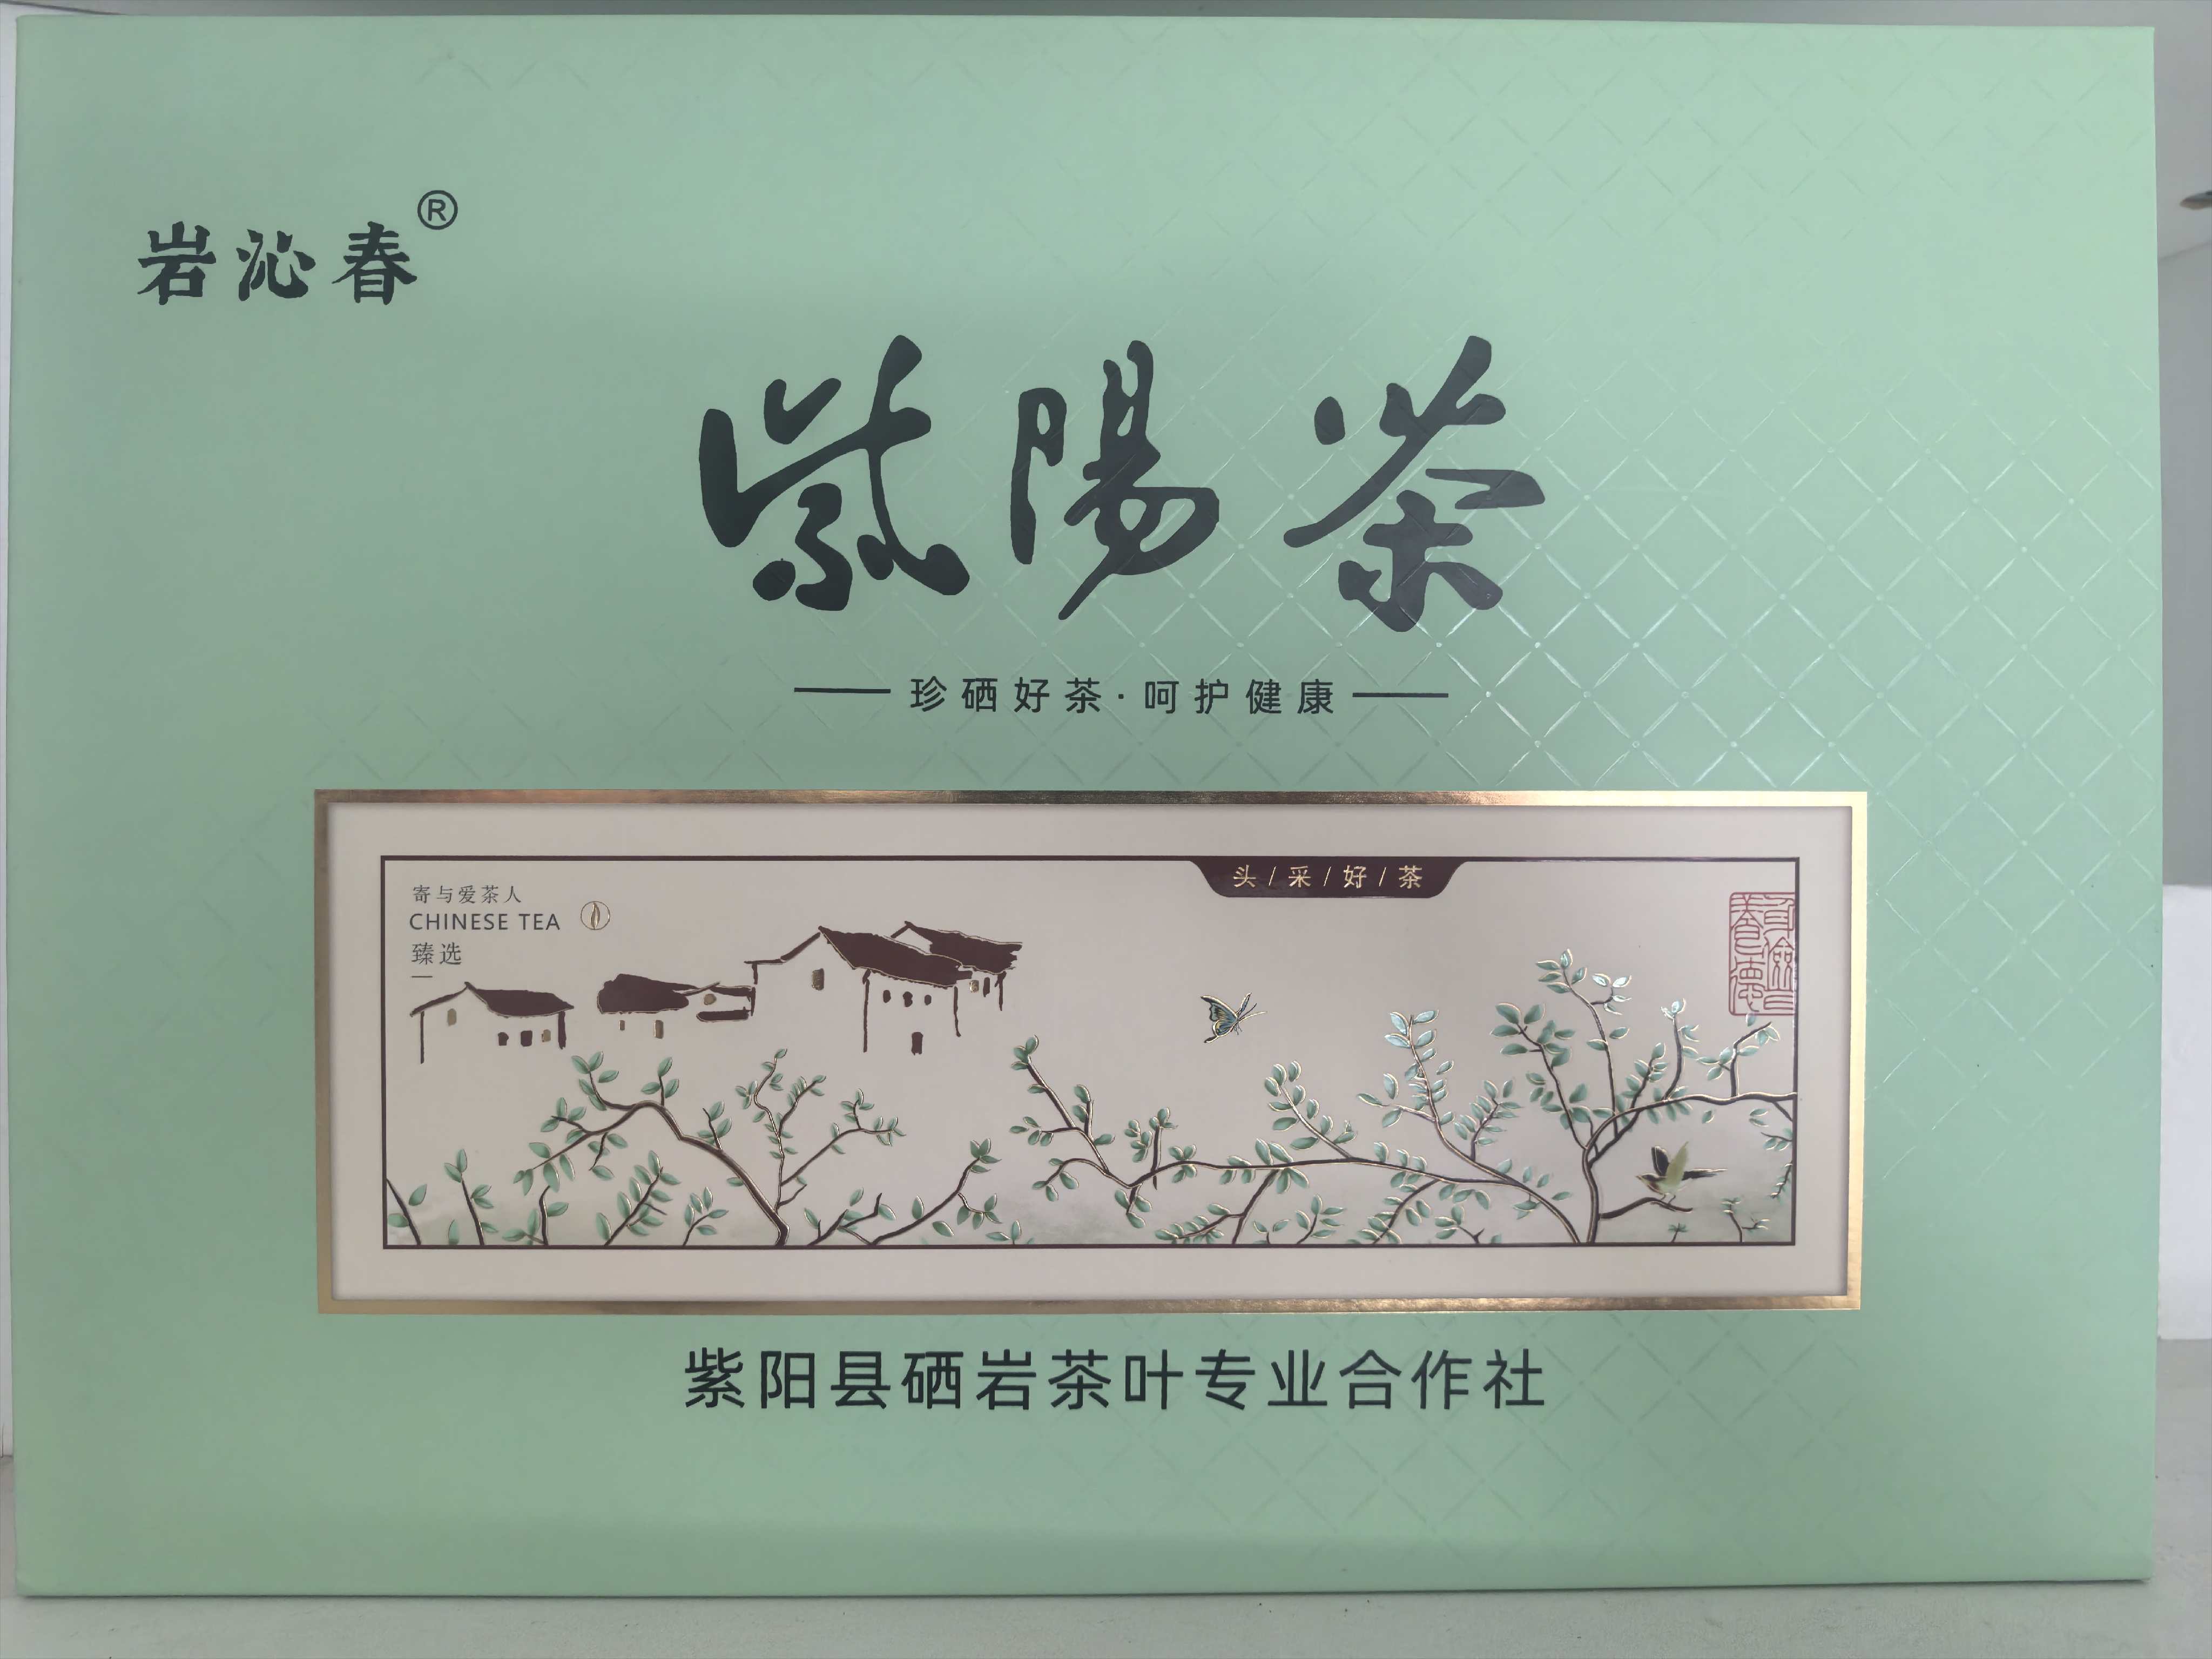 岩沁春®
紫陽茶
珍硒好茶·呵护健康
头/采/好/茶
寄与爱茶人
CHINESE TEA
臻选
紫阳县硒岩茶叶专业合作社